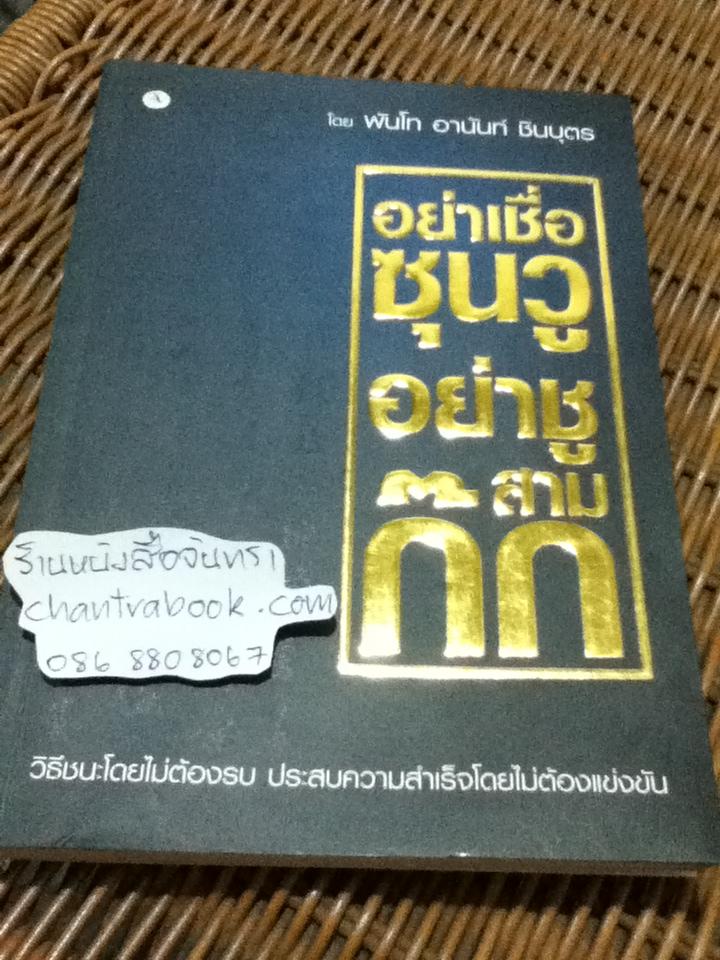 โดย พันโท อานันท์ ชินบุตร
อย่าเชื่อ
ซุนวู
อย่าชู
สาม
ก๊ก
ร้านหนังสือจันทรา
chantrabook.com
086 8808067
วิธีชนะโดยไม่ต้องรบ ประสบความสำเร็จโดยไม่ต้องแข่งขัน